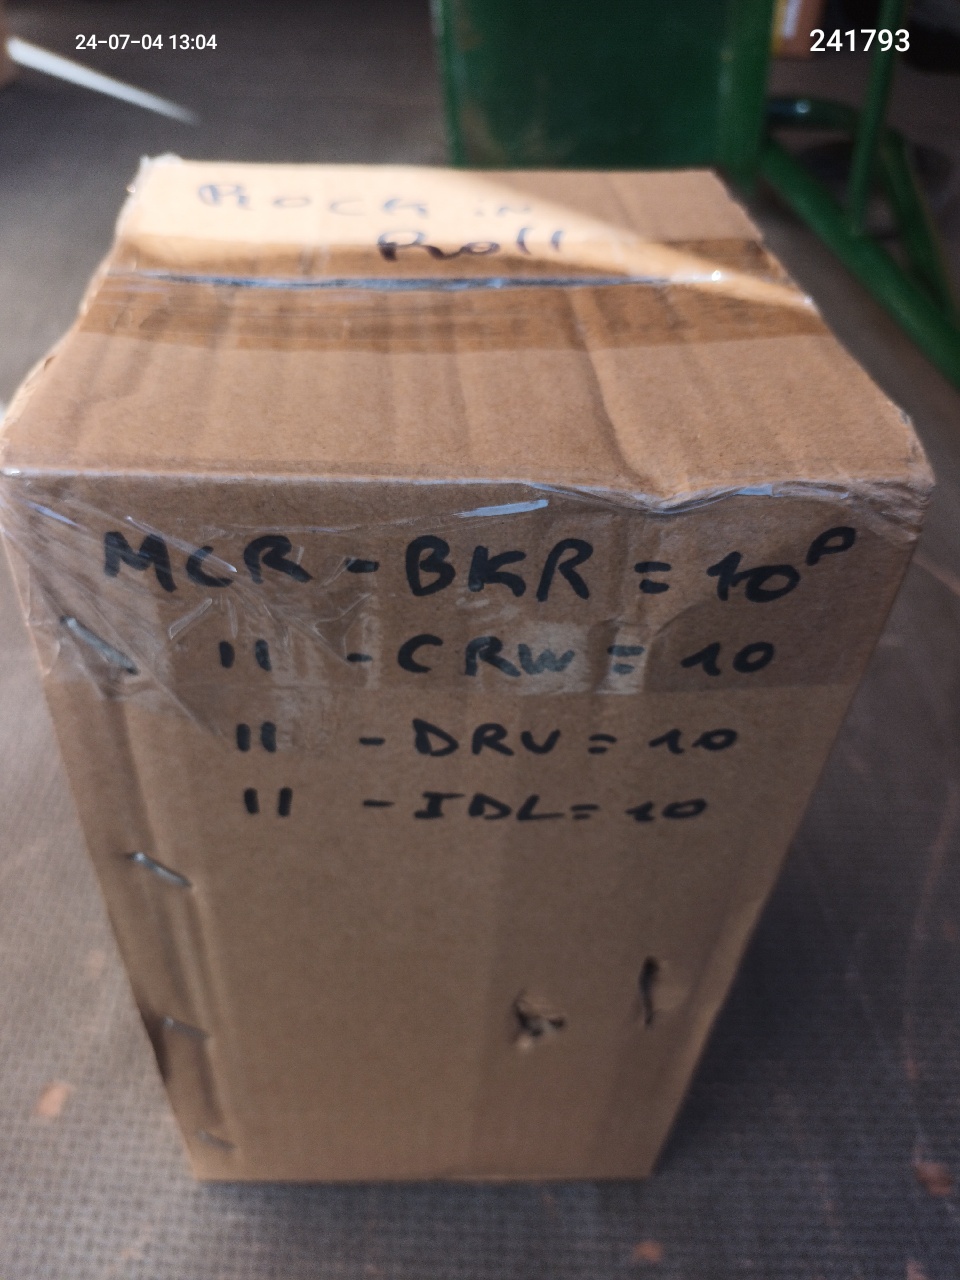 24-07-04 13:04
241793
Rock in
Roll
MCR - BKR = 10P
" - CRW = 10
" - DRV = 10
" - IDL = 10